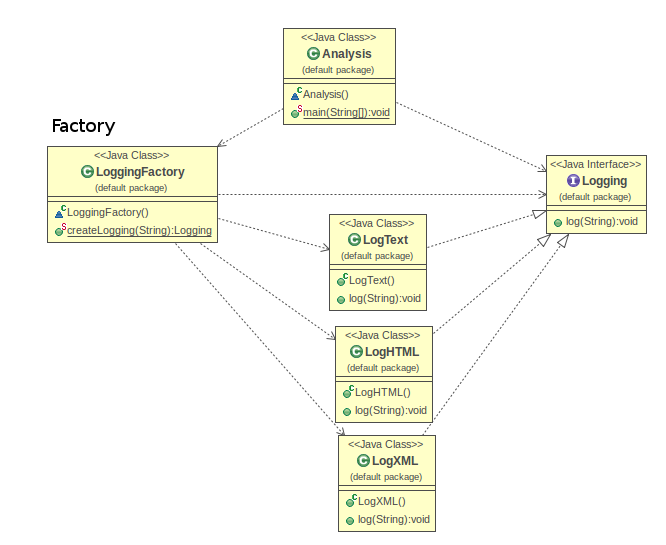 <<Java Class>>
Analysis
(default package)
Analysis()
main(String[]):void
Factory
<<Java Class>>
LoggingFactory
(default package)
LoggingFactory()
createLogging(String):Logging
<<Java Interface>>
Logging
(default package)
log(String):void
<<Java Class>>
LogText
(default package)
LogText()
log(String):void
<<Java Class>>
LogHTML
(default package)
LogHTML()
log(String):void
<<Java Class>>
LogXML
(default package)
LogXML()
log(String):void